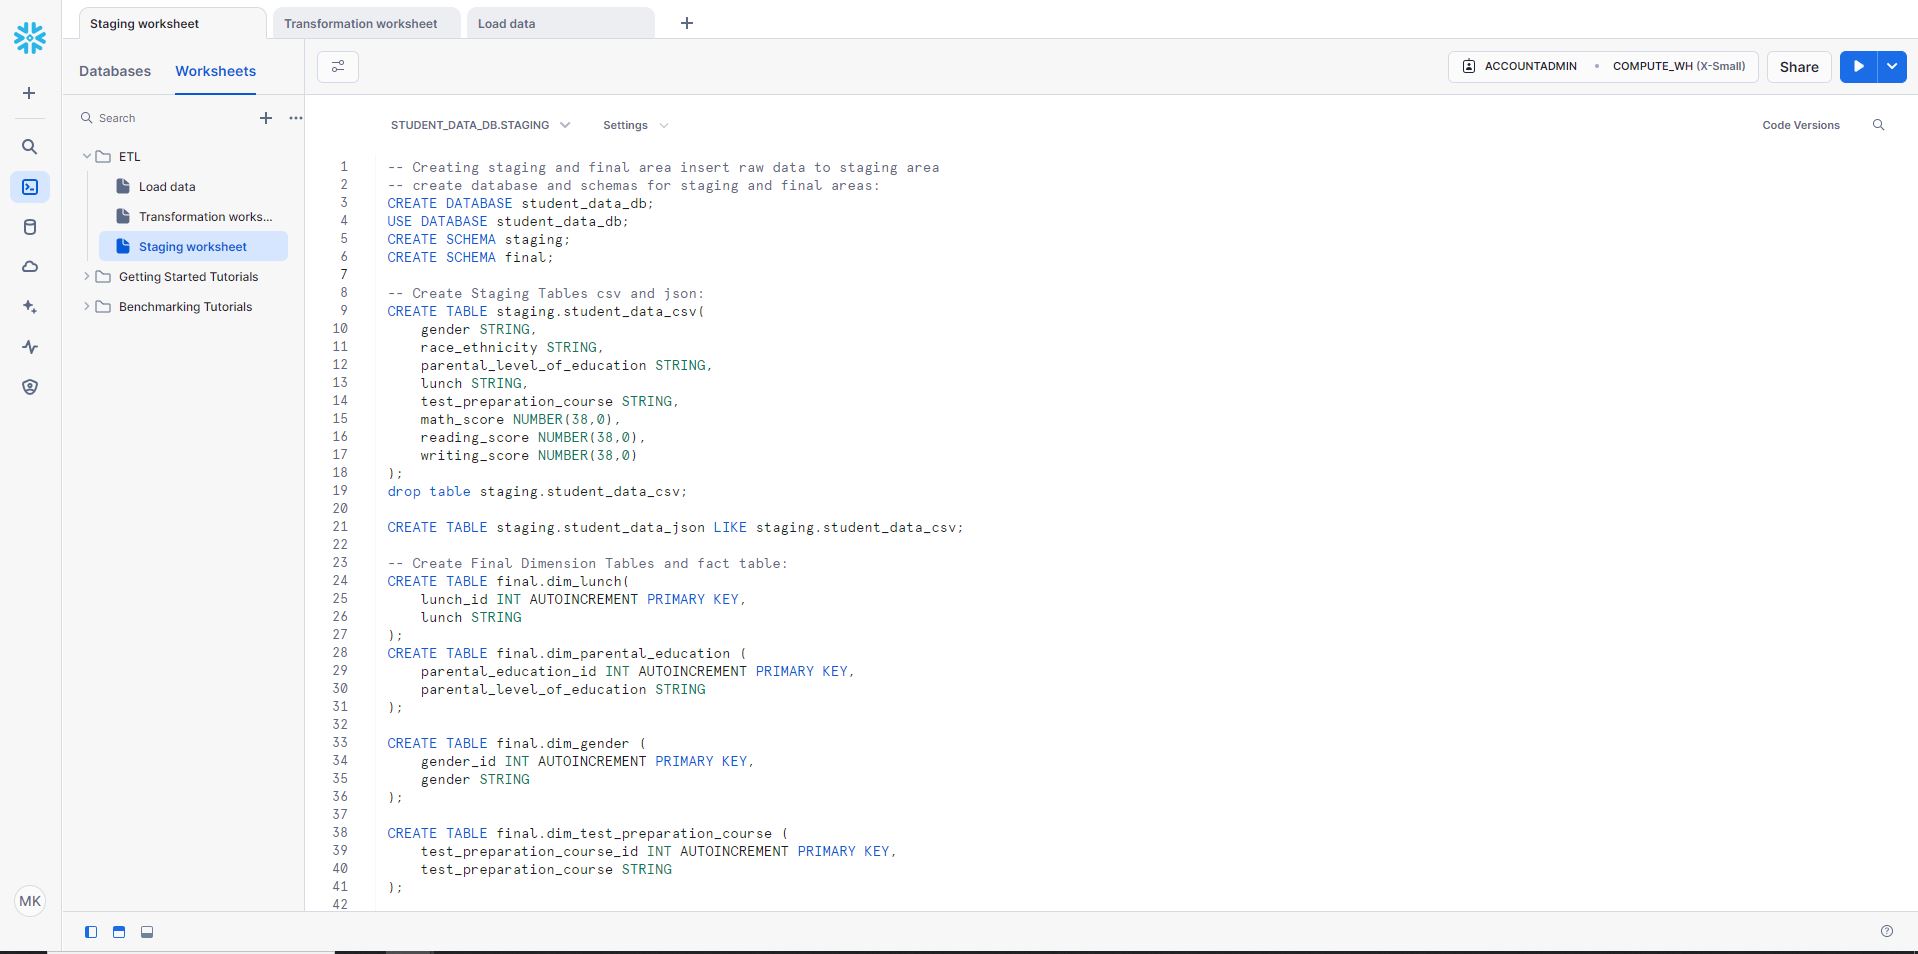 Staging worksheet
Transformation worksheet
Load data
Databases
Worksheets
ACCOUNTADMIN
COMPUTE_WH (X-Small)
Share
Search
ETL
Load data
Transformation works...
Staging worksheet
Getting Started Tutorials
Benchmarking Tutorials
MK
STUDENT_DATA_DB.STAGING
Settings
Code Versions
1 -- Creating staging and final area insert raw data to staging area
2 -- create database and schemas for staging and final areas:
3 CREATE DATABASE student_data_db;
4 USE DATABASE student_data_db;
5 CREATE SCHEMA staging;
6 CREATE SCHEMA final;
7
8 -- Create Staging Tables csv and json:
9 CREATE TABLE staging.student_data_csv(
10     gender STRING,
11     race_ethnicity STRING,
12     parental_level_of_education STRING,
13     lunch STRING,
14     test_preparation_course STRING,
15     math_score NUMBER(38,0),
16     reading_score NUMBER(38,0),
17     writing_score NUMBER(38,0)
18 );
19 drop table staging.student_data_csv;
20
21 CREATE TABLE staging.student_data_json LIKE staging.student_data_csv;
22
23 -- Create Final Dimension Tables and fact table:
24 CREATE TABLE final.dim_lunch(
25     lunch_id INT AUTOINCREMENT PRIMARY KEY,
26     lunch STRING
27 );
28 CREATE TABLE final.dim_parental_education (
29     parental_education_id INT AUTOINCREMENT PRIMARY KEY,
30     parental_level_of_education STRING
31 );
32
33 CREATE TABLE final.dim_gender (
34     gender_id INT AUTOINCREMENT PRIMARY KEY,
35     gender STRING
36 );
37
38 CREATE TABLE final.dim_test_preparation_course (
39     test_preparation_course_id INT AUTOINCREMENT PRIMARY KEY,
40     test_preparation_course STRING
41 );
42